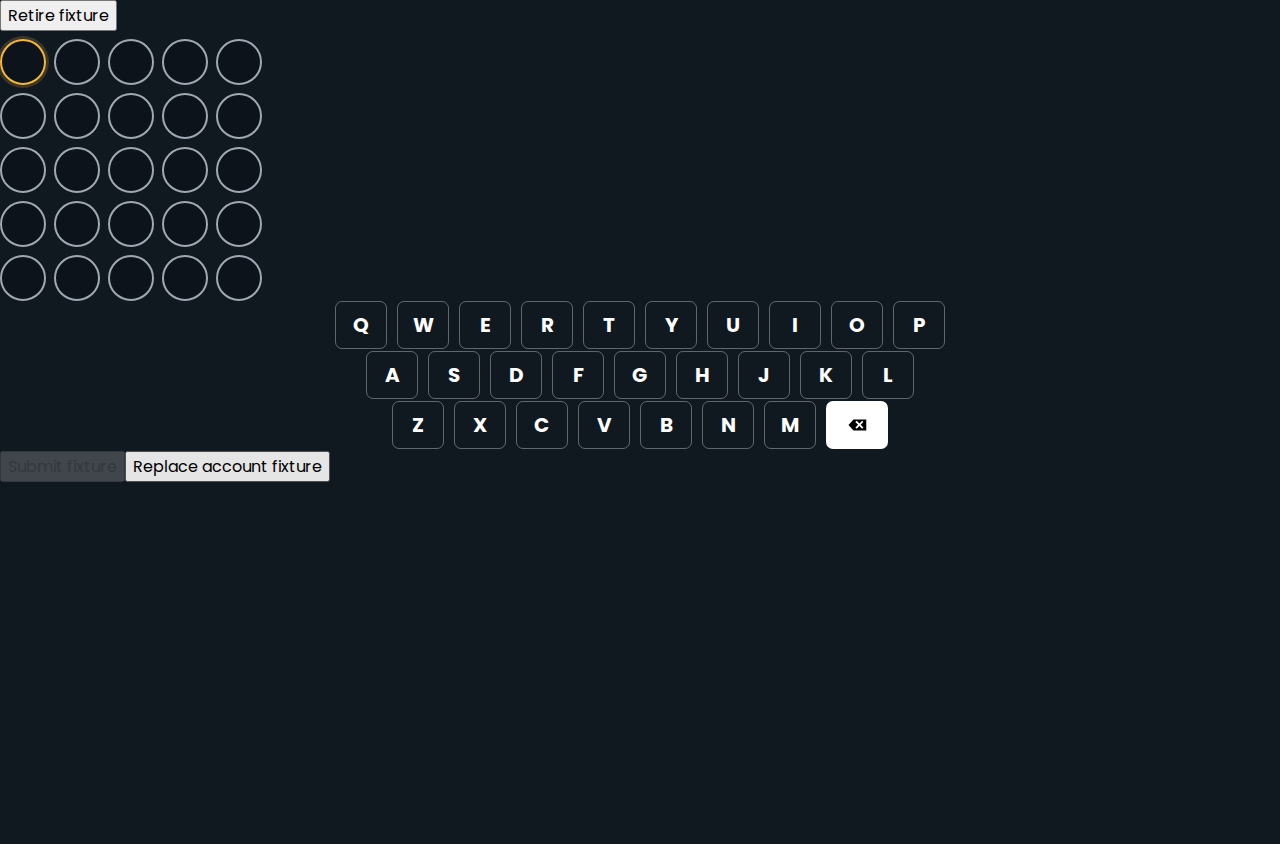 Retire fixture
Q W E R T Y U I O P
A S D F G H J K L
Z X C V B N M
Submit fixture Replace account fixture